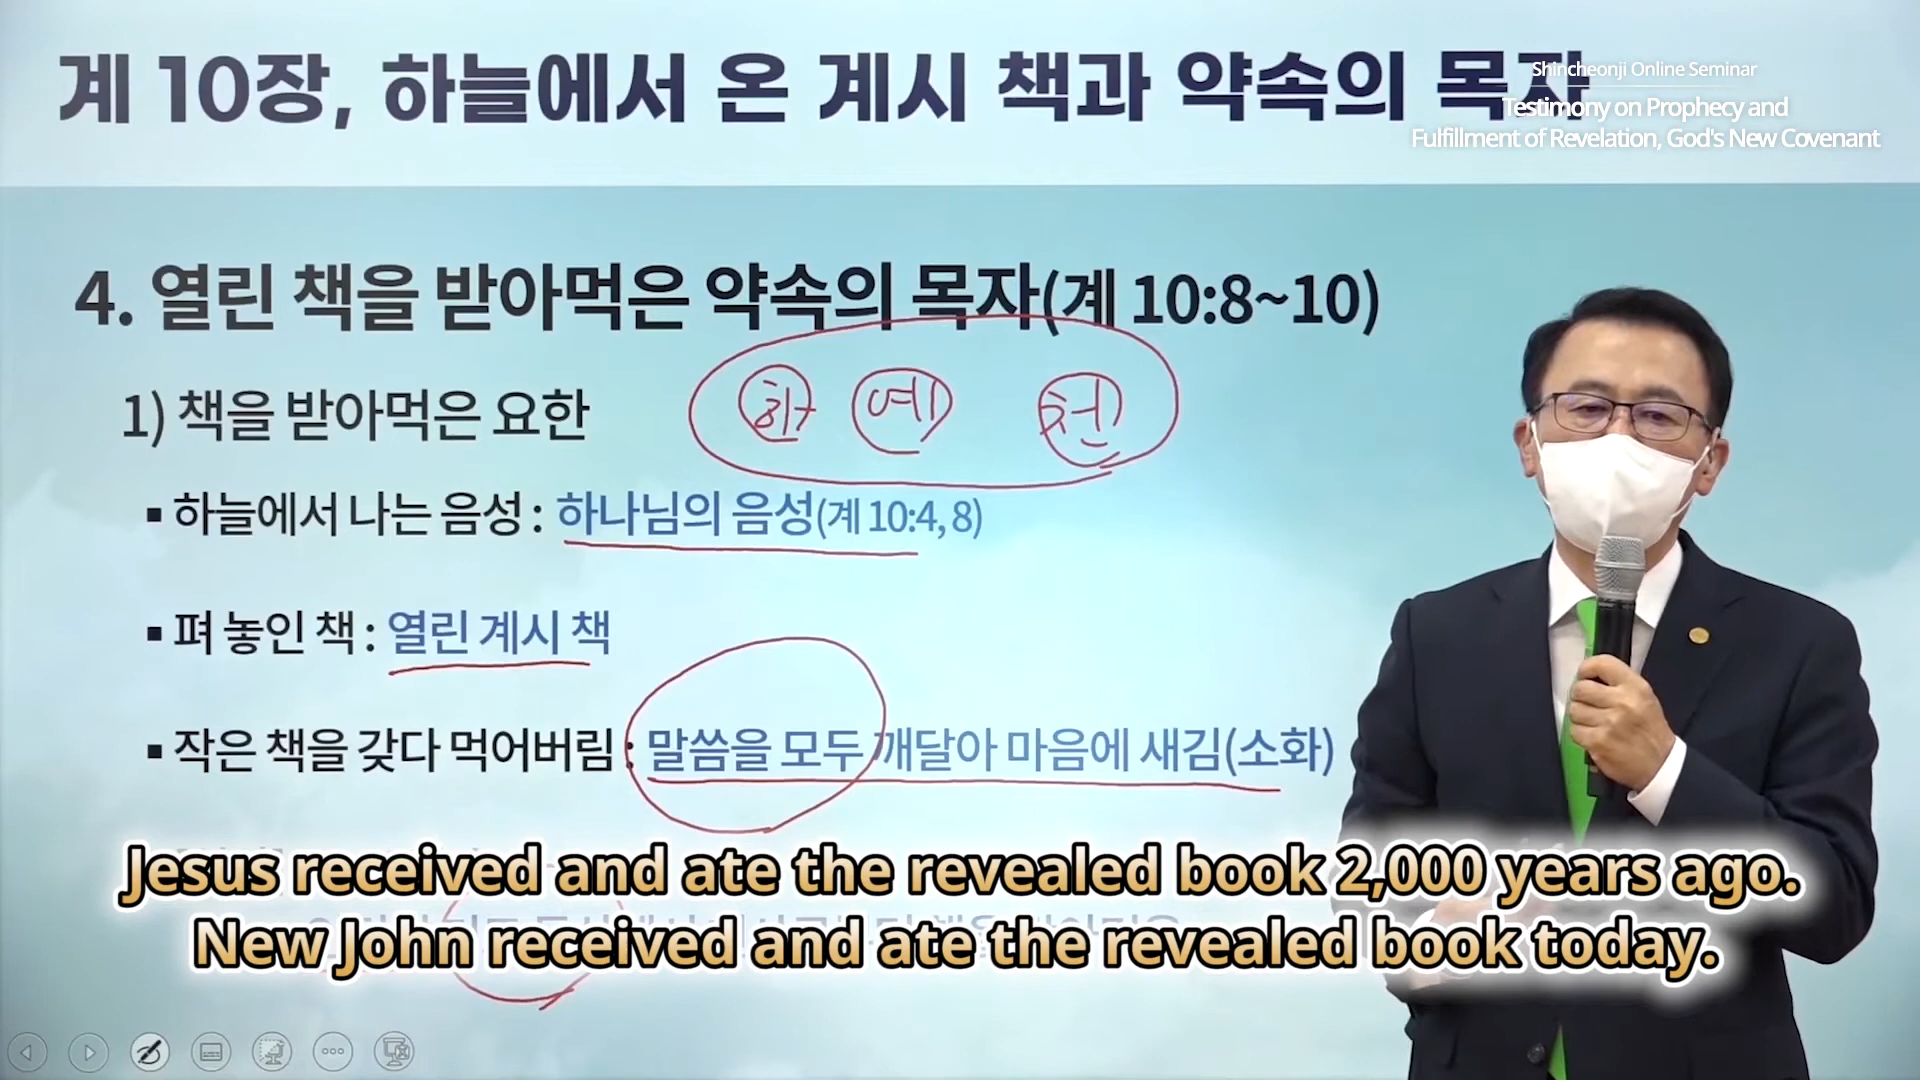 계 10장, 하늘에서 온 계시 책과 약속의 목자
Shincheonji Online Seminar
Testimony on Prophecy and
Fulfillment of Revelation, God's New Covenant
4. 열린 책을 받아먹은 약속의 목자(계 10:8~10)
1) 책을 받아먹은 요한
하 예 천
▪ 하늘에서 나는 음성 : 하나님의 음성(계 10:4, 8)
▪ 펴 놓인 책 : 열린 계시 책
▪ 작은 책을 갖다 먹어버림 : 말씀을 모두 깨달아 마음에 새김(소화)
Jesus received and ate the revealed book 2,000 years ago.
New John received and ate the revealed book today.